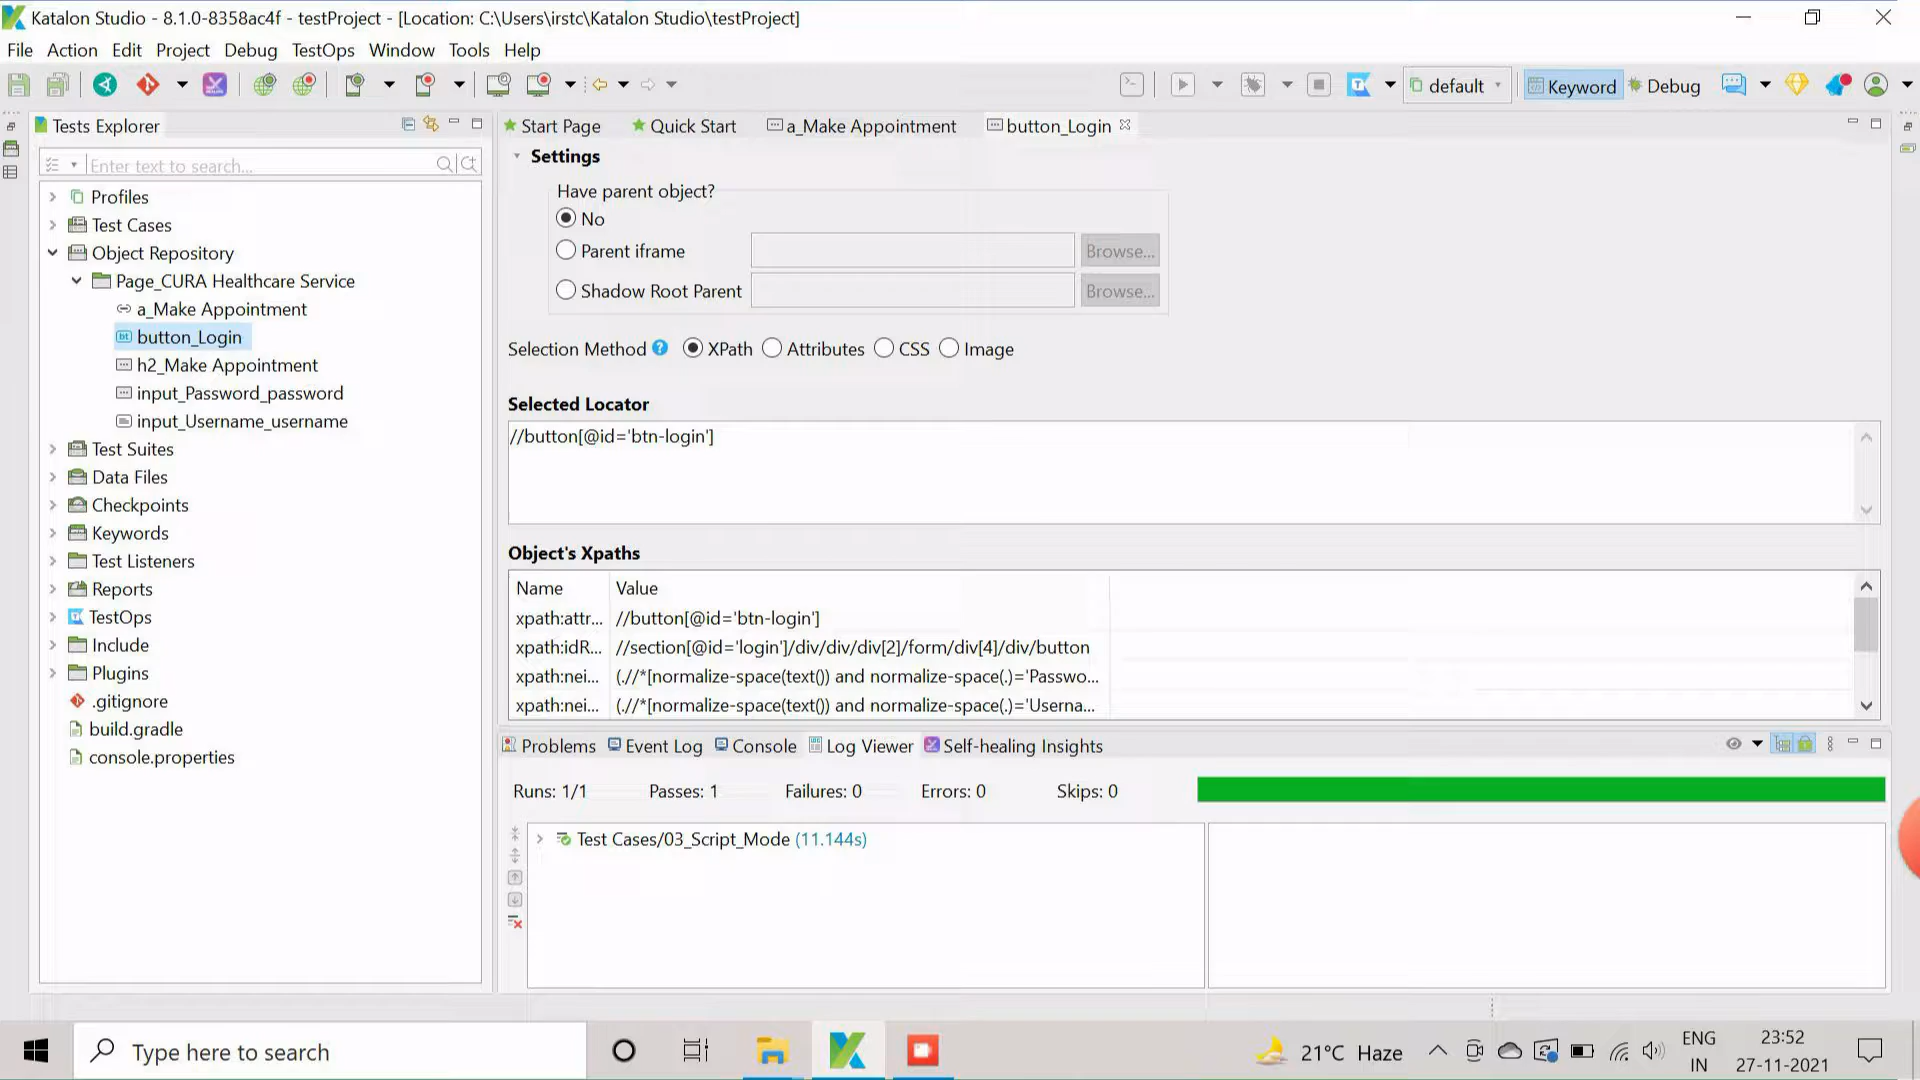 Katalon Studio - 8.1.0-8358ac4f - testProject - [Location: C:\Users\irstc\Katalon Studio\testProject]
File Action Edit Project Debug TestOps Window Tools Help
default Keyword Debug
Tests Explorer
Enter text to search...
Profiles
Test Cases
Object Repository
Page_CURA Healthcare Service
a_Make Appointment
button_Login
h2_Make Appointment
input_Password_password
input_Username_username
Test Suites
Data Files
Checkpoints
Keywords
Test Listeners
Reports
TestOps
Include
Plugins
.gitignore
build.gradle
console.properties
Start Page Quick Start a_Make Appointment button_Login
Settings
Have parent object?
No
Parent iframe Browse...
Shadow Root Parent Browse...
Selection Method XPath Attributes CSS Image
Selected Locator
//button[@id='btn-login']
Object's Xpaths
Name Value
xpath:attr... //button[@id='btn-login']
xpath:idR... //section[@id='login']/div/div/div[2]/form/div[4]/div/button
xpath:nei... (.//*[normalize-space(text()) and normalize-space(.)='Passwo...
xpath:nei... (.//*[normalize-space(text()) and normalize-space(.)='Userna...
Problems Event Log Console Log Viewer Self-healing Insights
Runs: 1/1 Passes: 1 Failures: 0 Errors: 0 Skips: 0
Test Cases/03_Script_Mode (11.144s)
Type here to search
21°C Haze
ENG
IN
23:52
27-11-2021